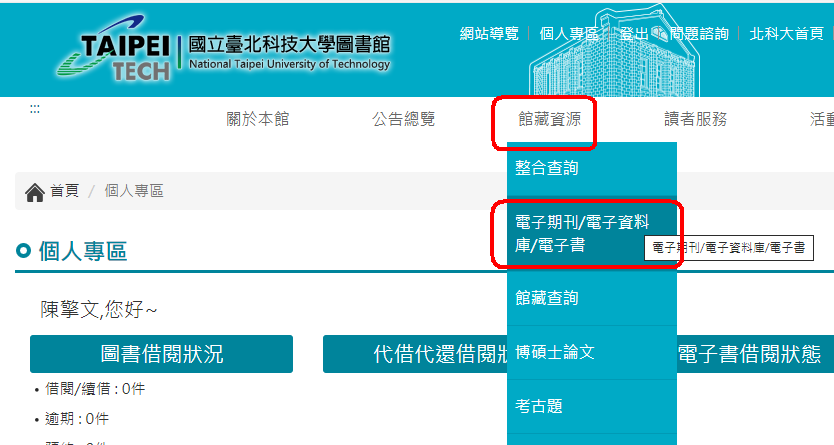 TAIPEI
TECH
國立臺北科技大學圖書館
National Taipei University of Technology
網站導覽 | 個人專區 | 登出 | 問題諮詢 | 北科大首頁
:::
關於本館 公告總覽 館藏資源 讀者服務 活動
整合查詢
首頁 / 個人專區
電子期刊/電子資料
庫/電子書
電子期刊/電子資料庫/電子書
個人專區
館藏查詢
陳擎文,您好~
圖書借閱狀況 代借代還借閱 電子書借閱狀態
博碩士論文
• 借閱/續借 : 0件
考古題
• 逾期 : 0件